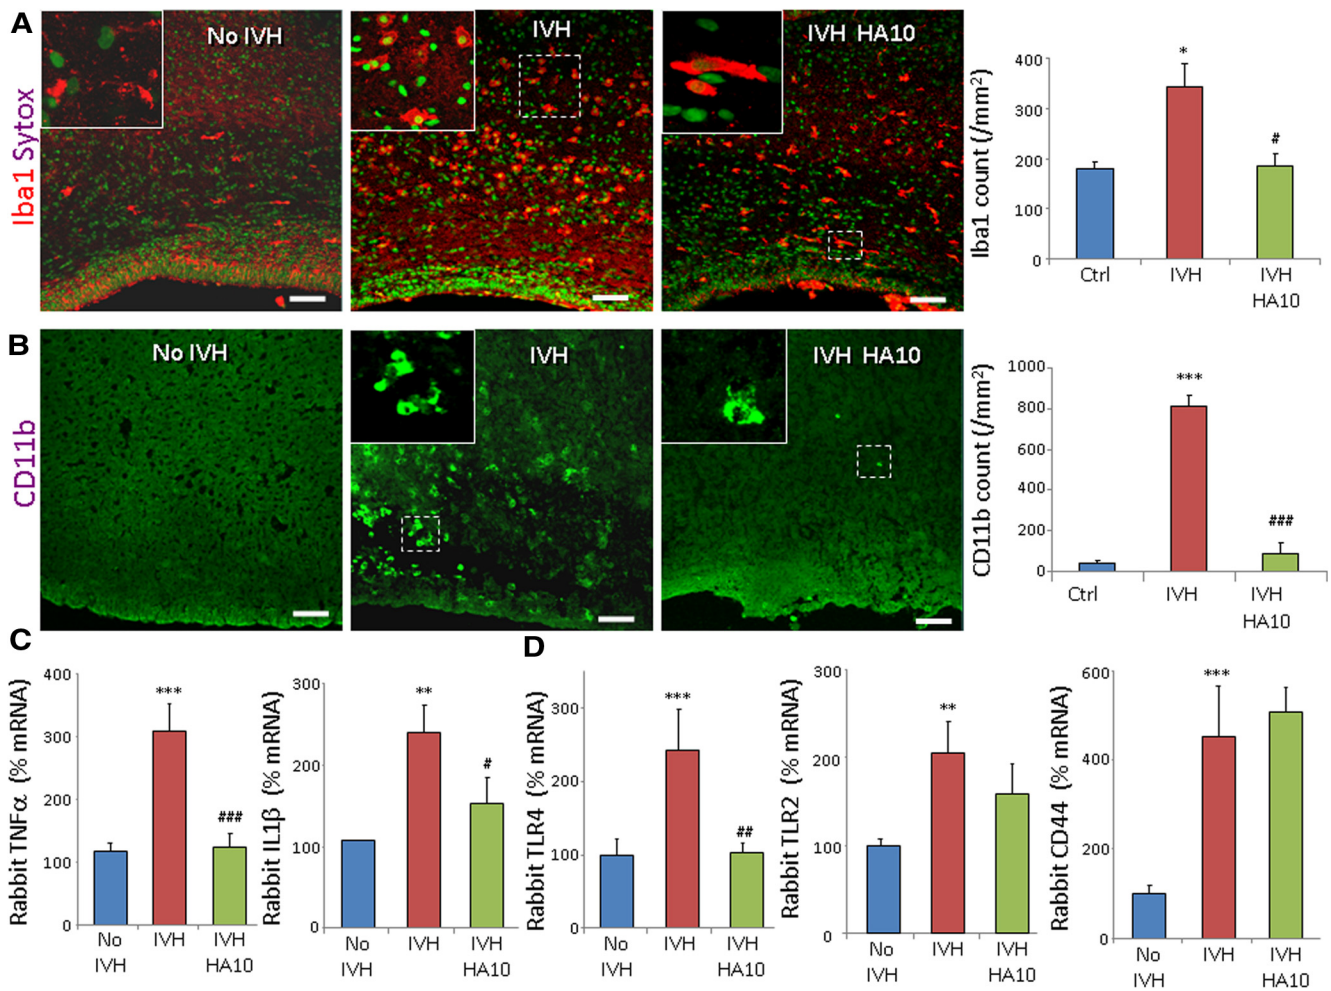 A
No IVH
IVH
IVH HA10
Iba1 Sytox
Iba1 count (/mm²)
400
300
200
100
0
*
#
Ctrl
IVH
IVH
HA10
B
No IVH
IVH
IVH HA10
CD11b
CD11b count (/mm²)
1000
800
600
400
200
0
***
###
Ctrl
IVH
IVH
HA10
C
Rabbit TNFα (% mRNA)
400
300
200
100
0
***
###
No
IVH
IVH
IVH
HA10
Rabbit IL1β (% mRNA)
300
200
100
0
**
#
No
IVH
IVH
IVH
HA10
D
Rabbit TLR4 (% mRNA)
300
200
100
0
***
##
No
IVH
IVH
IVH
HA10
Rabbit TLR2 (% mRNA)
300
200
100
0
**
No
IVH
IVH
IVH
HA10
Rabbit CD44 (% mRNA)
600
400
200
0
***
No
IVH
IVH
IVH
HA10